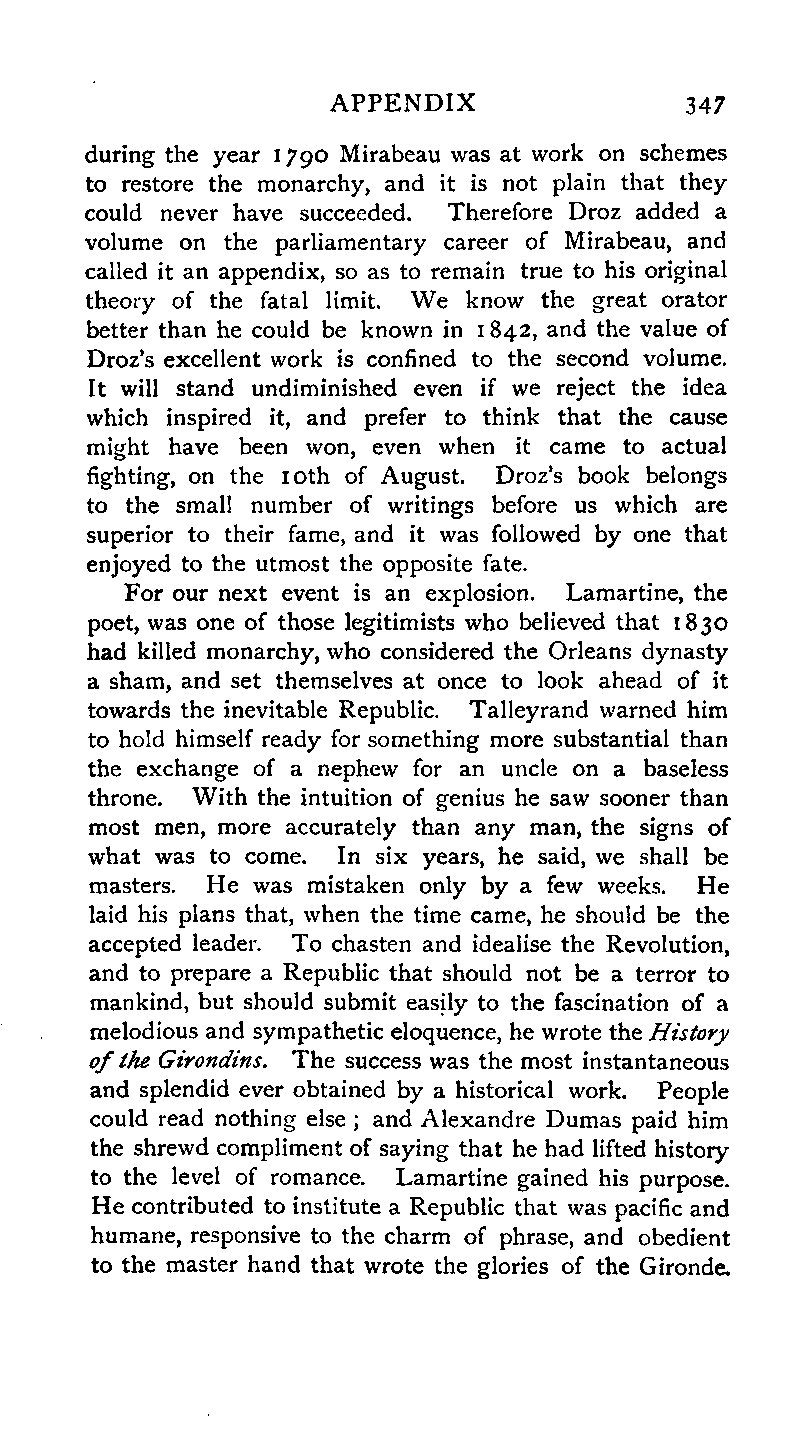 APPENDIX 347
during the year 1790 Mirabeau was at work on schemes
to restore the monarchy, and it is not plain that they
could never have succeeded. Therefore Droz added a
volume on the parliamentary career of Mirabeau, and
called it an appendix, so as to remain true to his original
theory of the fatal limit. We know the great orator
better than he could be known in 1842, and the value of
Droz's excellent work is confined to the second volume.
It will stand undiminished even if we reject the idea
which inspired it, and prefer to think that the cause
might have been won, even when it came to actual
fighting, on the 10th of August. Droz's book belongs
to the small number of writings before us which are
superior to their fame, and it was followed by one that
enjoyed to the utmost the opposite fate.
For our next event is an explosion. Lamartine, the
poet, was one of those legitimists who believed that 1830
had killed monarchy, who considered the Orleans dynasty
a sham, and set themselves at once to look ahead of it
towards the inevitable Republic. Talleyrand warned him
to hold himself ready for something more substantial than
the exchange of a nephew for an uncle on a baseless
throne. With the intuition of genius he saw sooner than
most men, more accurately than any man, the signs of
what was to come. In six years, he said, we shall be
masters. He was mistaken only by a few weeks. He
laid his plans that, when the time came, he should be the
accepted leader. To chasten and idealise the Revolution,
and to prepare a Republic that should not be a terror to
mankind, but should submit easily to the fascination of a
melodious and sympathetic eloquence, he wrote the History
of the Girondins. The success was the most instantaneous
and splendid ever obtained by a historical work. People
could read nothing else ; and Alexandre Dumas paid him
the shrewd compliment of saying that he had lifted history
to the level of romance. Lamartine gained his purpose.
He contributed to institute a Republic that was pacific and
humane, responsive to the charm of phrase, and obedient
to the master hand that wrote the glories of the Gironde.